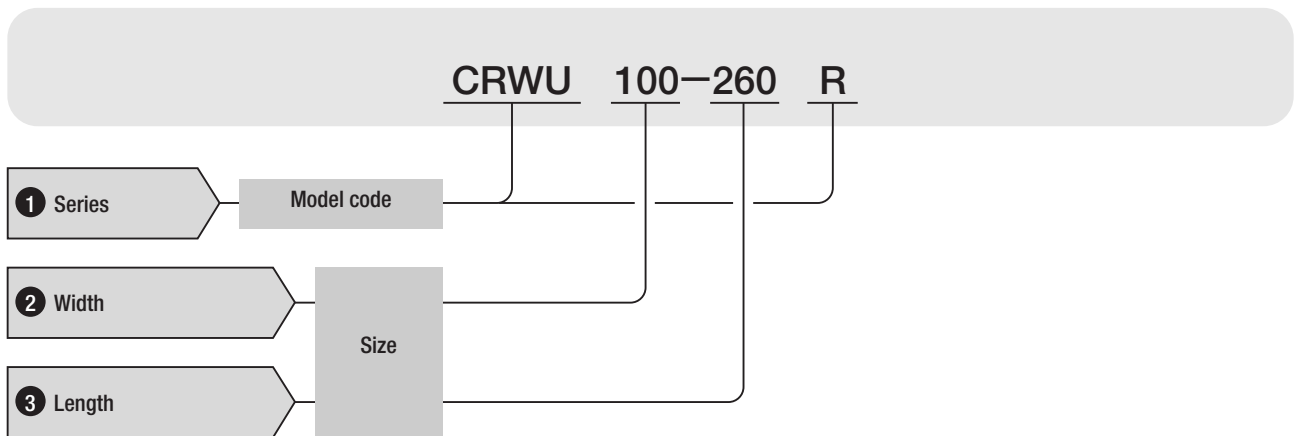 CRWU 100−260 R
1 Series
Model code
2 Width
Size
3 Length